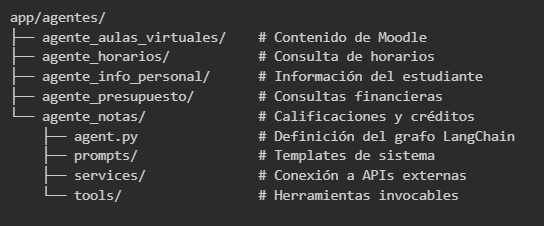 app/agentes/
├── agente_aulas_virtuales/    # Contenido de Moodle
├── agente_horarios/           # Consulta de horarios
├── agente_info_personal/      # Información del estudiante
├── agente_presupuesto/        # Consultas financieras
└── agente_notas/              # Calificaciones y créditos
    ├── agent.py               # Definición del grafo LangChain
    ├── prompts/               # Templates de sistema
    ├── services/              # Conexión a APIs externas
    └── tools/                 # Herramientas invocables